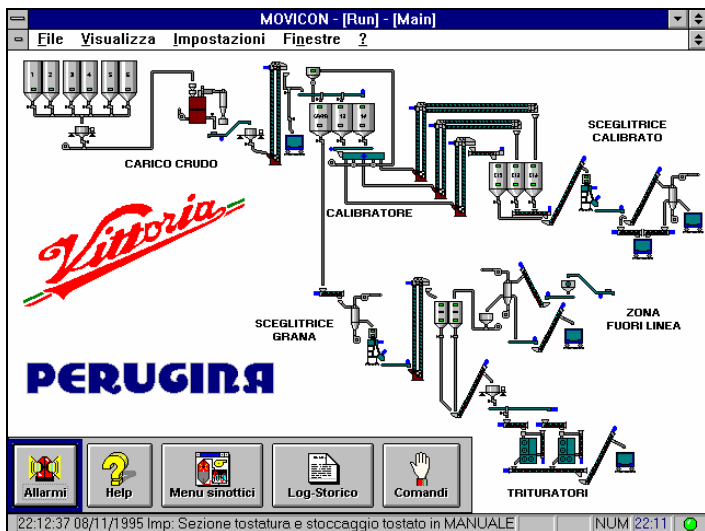 MOVICON - [Run] - [Main]
File Visualizza Impostazioni Finestre ?
1 2 3 4 5 6
CARICO CRUDO
CALIBRATORE
SCEGLITRICE
CALIBRATO
Vittoria
SCEGLITRICE
GRANA
ZONA
FUORI LINEA
PERUGINA
TRITURATORI
Allarmi
Help
Menu sinottici
Log-Storico
Comandi
22:12:37 08/11/1995 Imp: Sezione tostatura e stoccaggio tostato in MANUALE NUM 22:11